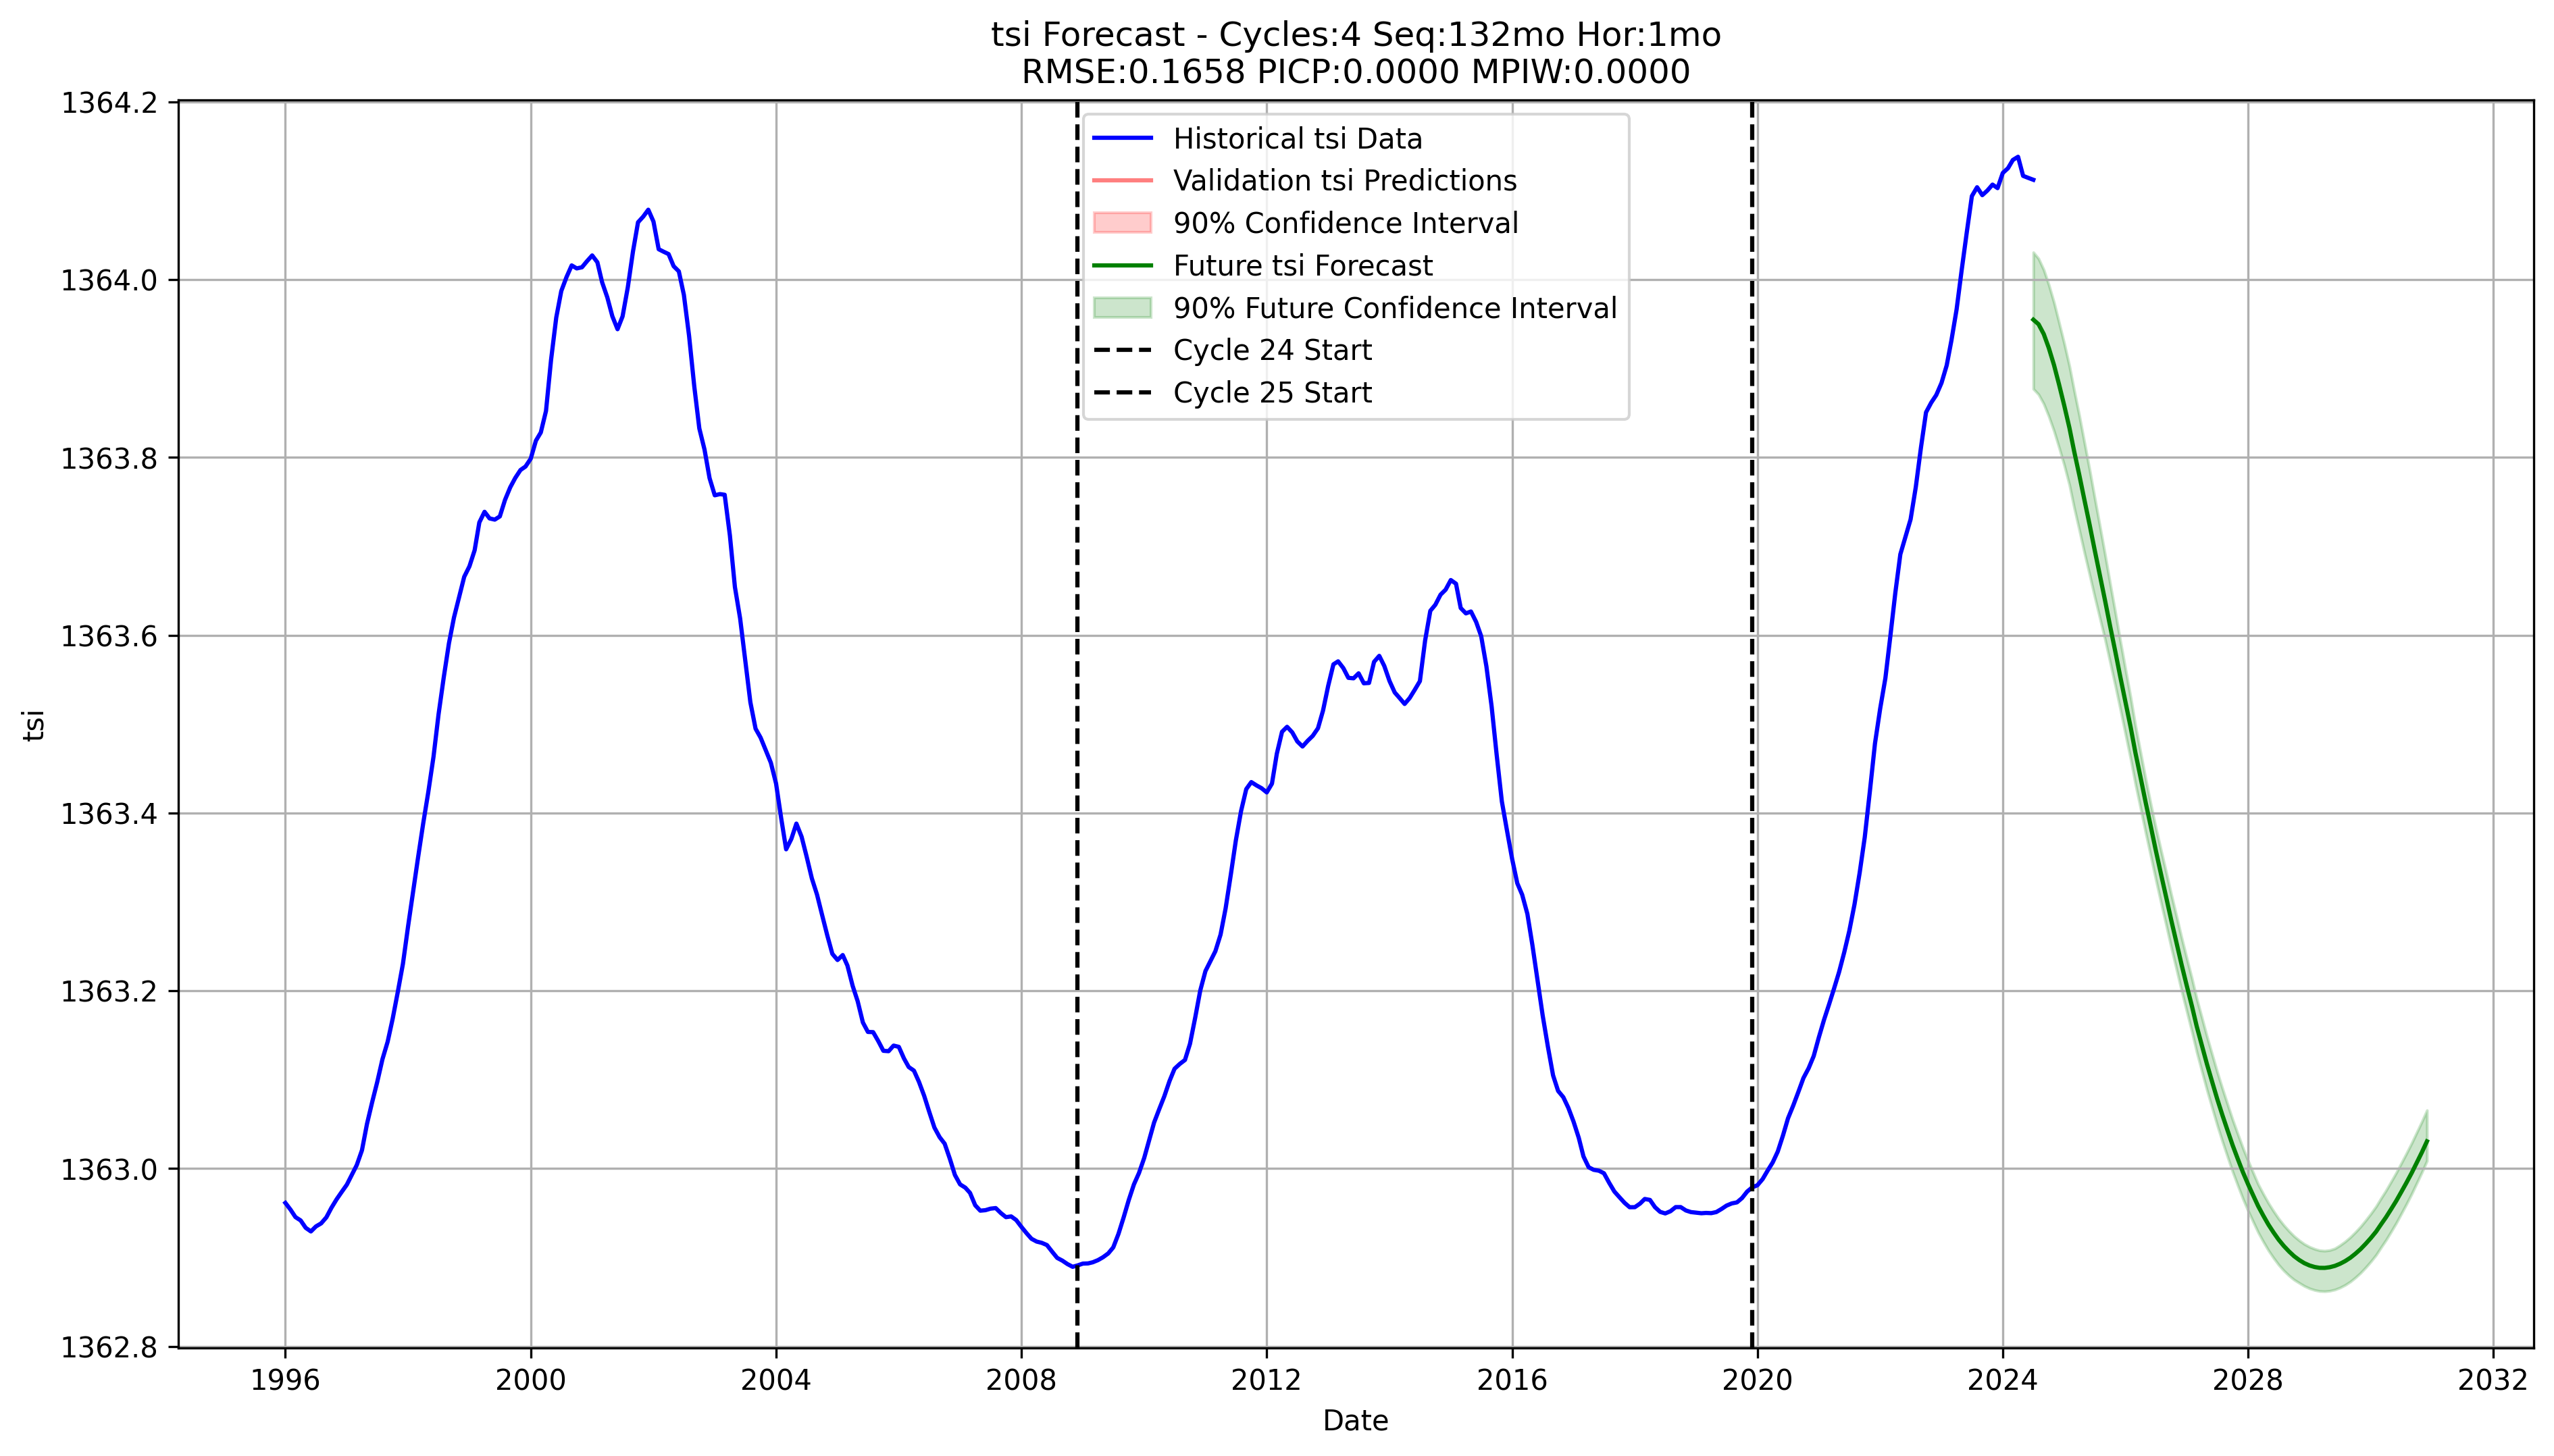 tsi Forecast - Cycles:4 Seq:132mo Hor:1mo
RMSE:0.1658 PICP:0.0000 MPIW:0.0000
1364.2
1364.0
1363.8
1363.6
1363.4
1363.2
1363.0
1362.8
tsi
Historical tsi Data
Validation tsi Predictions
90% Confidence Interval
Future tsi Forecast
90% Future Confidence Interval
Cycle 24 Start
Cycle 25 Start
1996 2000 2004 2008 2012 2016 2020 2024 2028 2032
Date